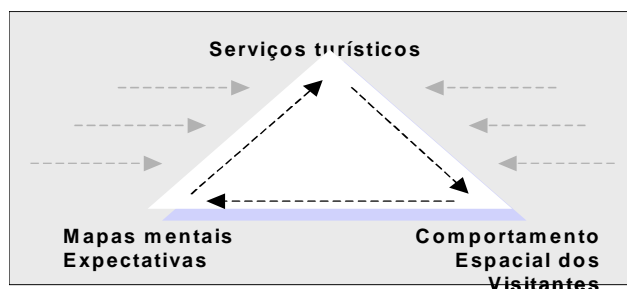 Serviços turísticos
Mapas mentais
Expectativas
Comportamento
Espacial dos
Visitantes